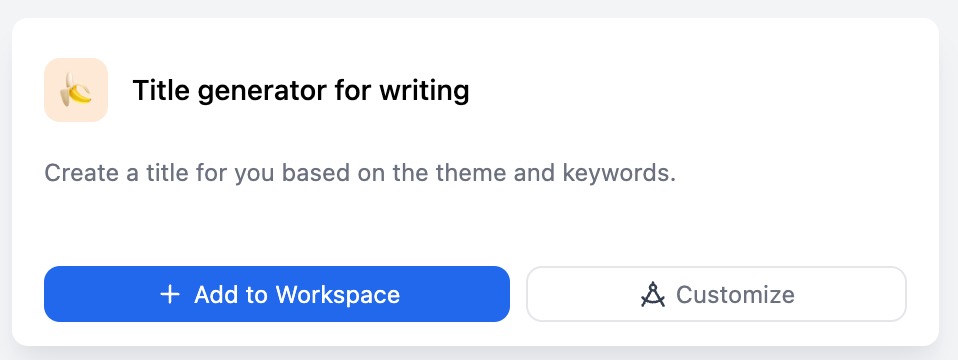 Title generator for writing
Create a title for you based on the theme and keywords.
Add to Workspace
Customize